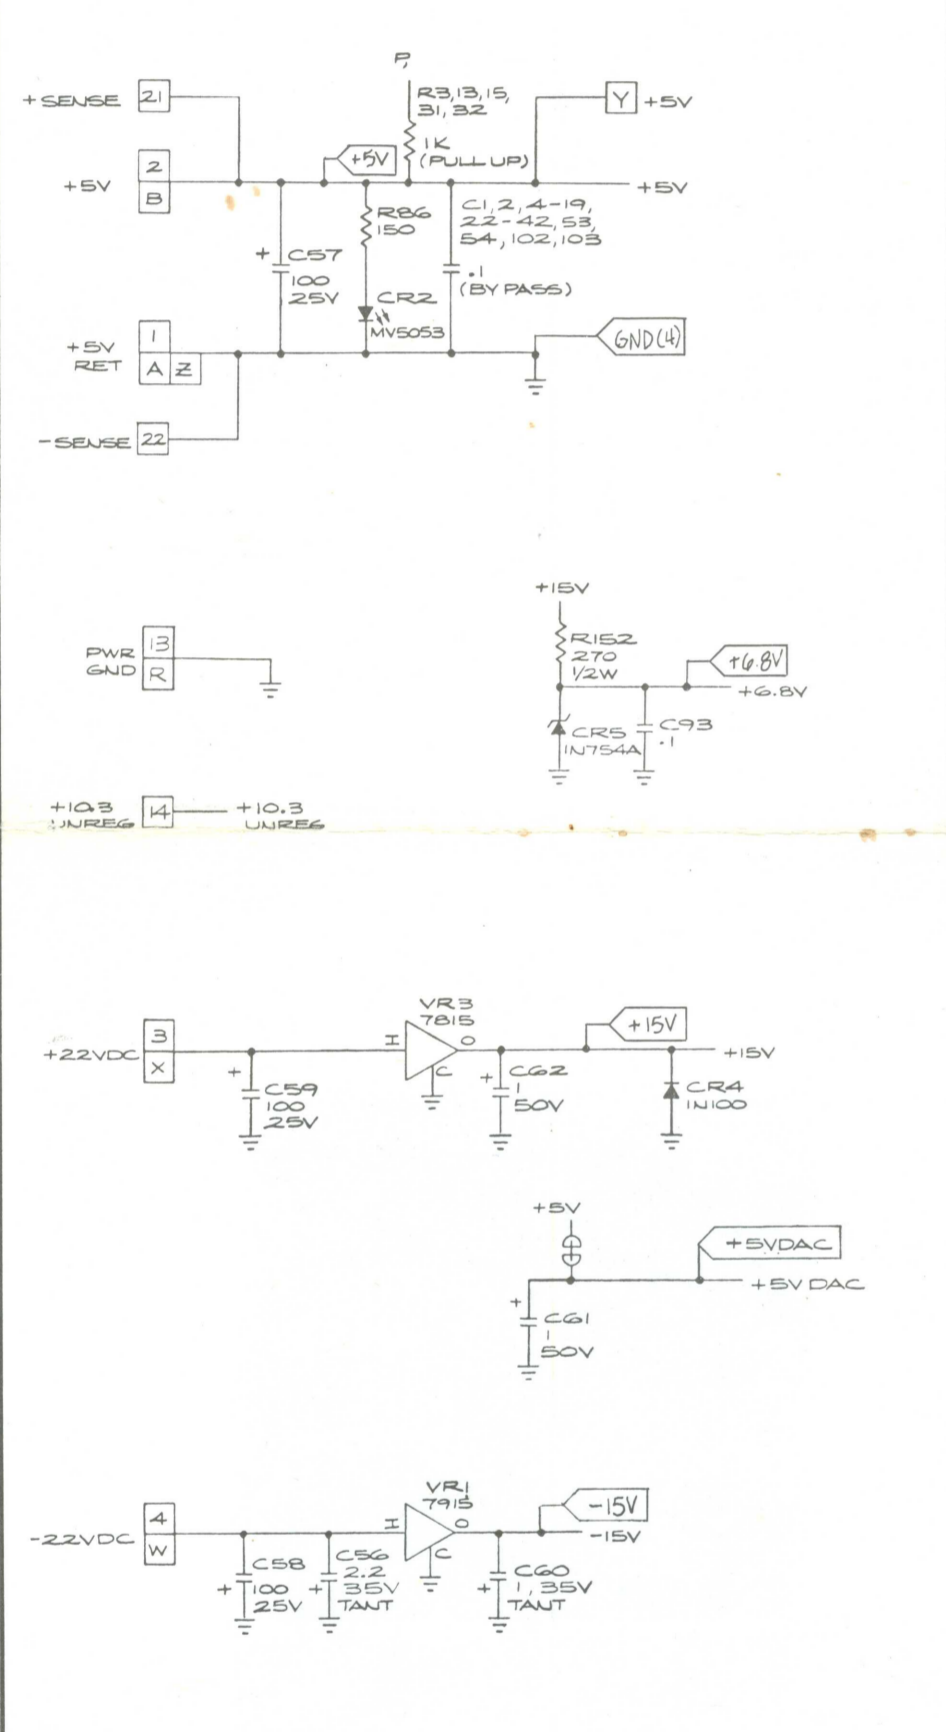 P,
+SENSE 21
R3,13,15,
31,32
1K
(PULL UP)
Y +5V
+5V
2
+5V
B
+5V
R86
150
C1,2,4-19,
22-42,53,
54,102,103
.1
(BY PASS)
+ C57
100
25V
CR2
MV5053
1
+5V
RET
A Z
GND(4)
-SENSE 22
+15V
R152
270
1/2W
13
PWR
GND
R
+6.8V
+6.8V
CR5
1N754A
C93
.1
+10.3
UNREG
14
+10.3
UNREG
VR3
7815
3
+22VDC
X
I
O
C
+15V
+15V
+
C59
100
25V
+
C62
1
50V
CR4
1N100
+5V
+5VDAC
+5V DAC
+
C61
1
50V
VR1
7915
4
-22VDC
W
I
O
C
-15V
-15V
C58
+ 100
25V
C56
2.2
+ 35V
TANT
C60
+ 1, 35V
TANT